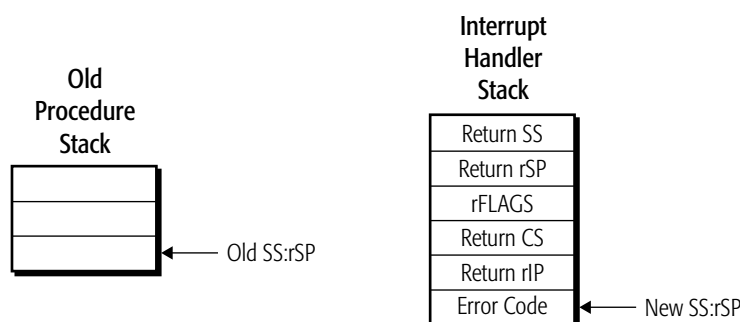 Old
Procedure
Stack
Old SS:rSP
Interrupt
Handler
Stack
Return SS
Return rSP
rFLAGS
Return CS
Return rIP
Error Code
New SS:rSP